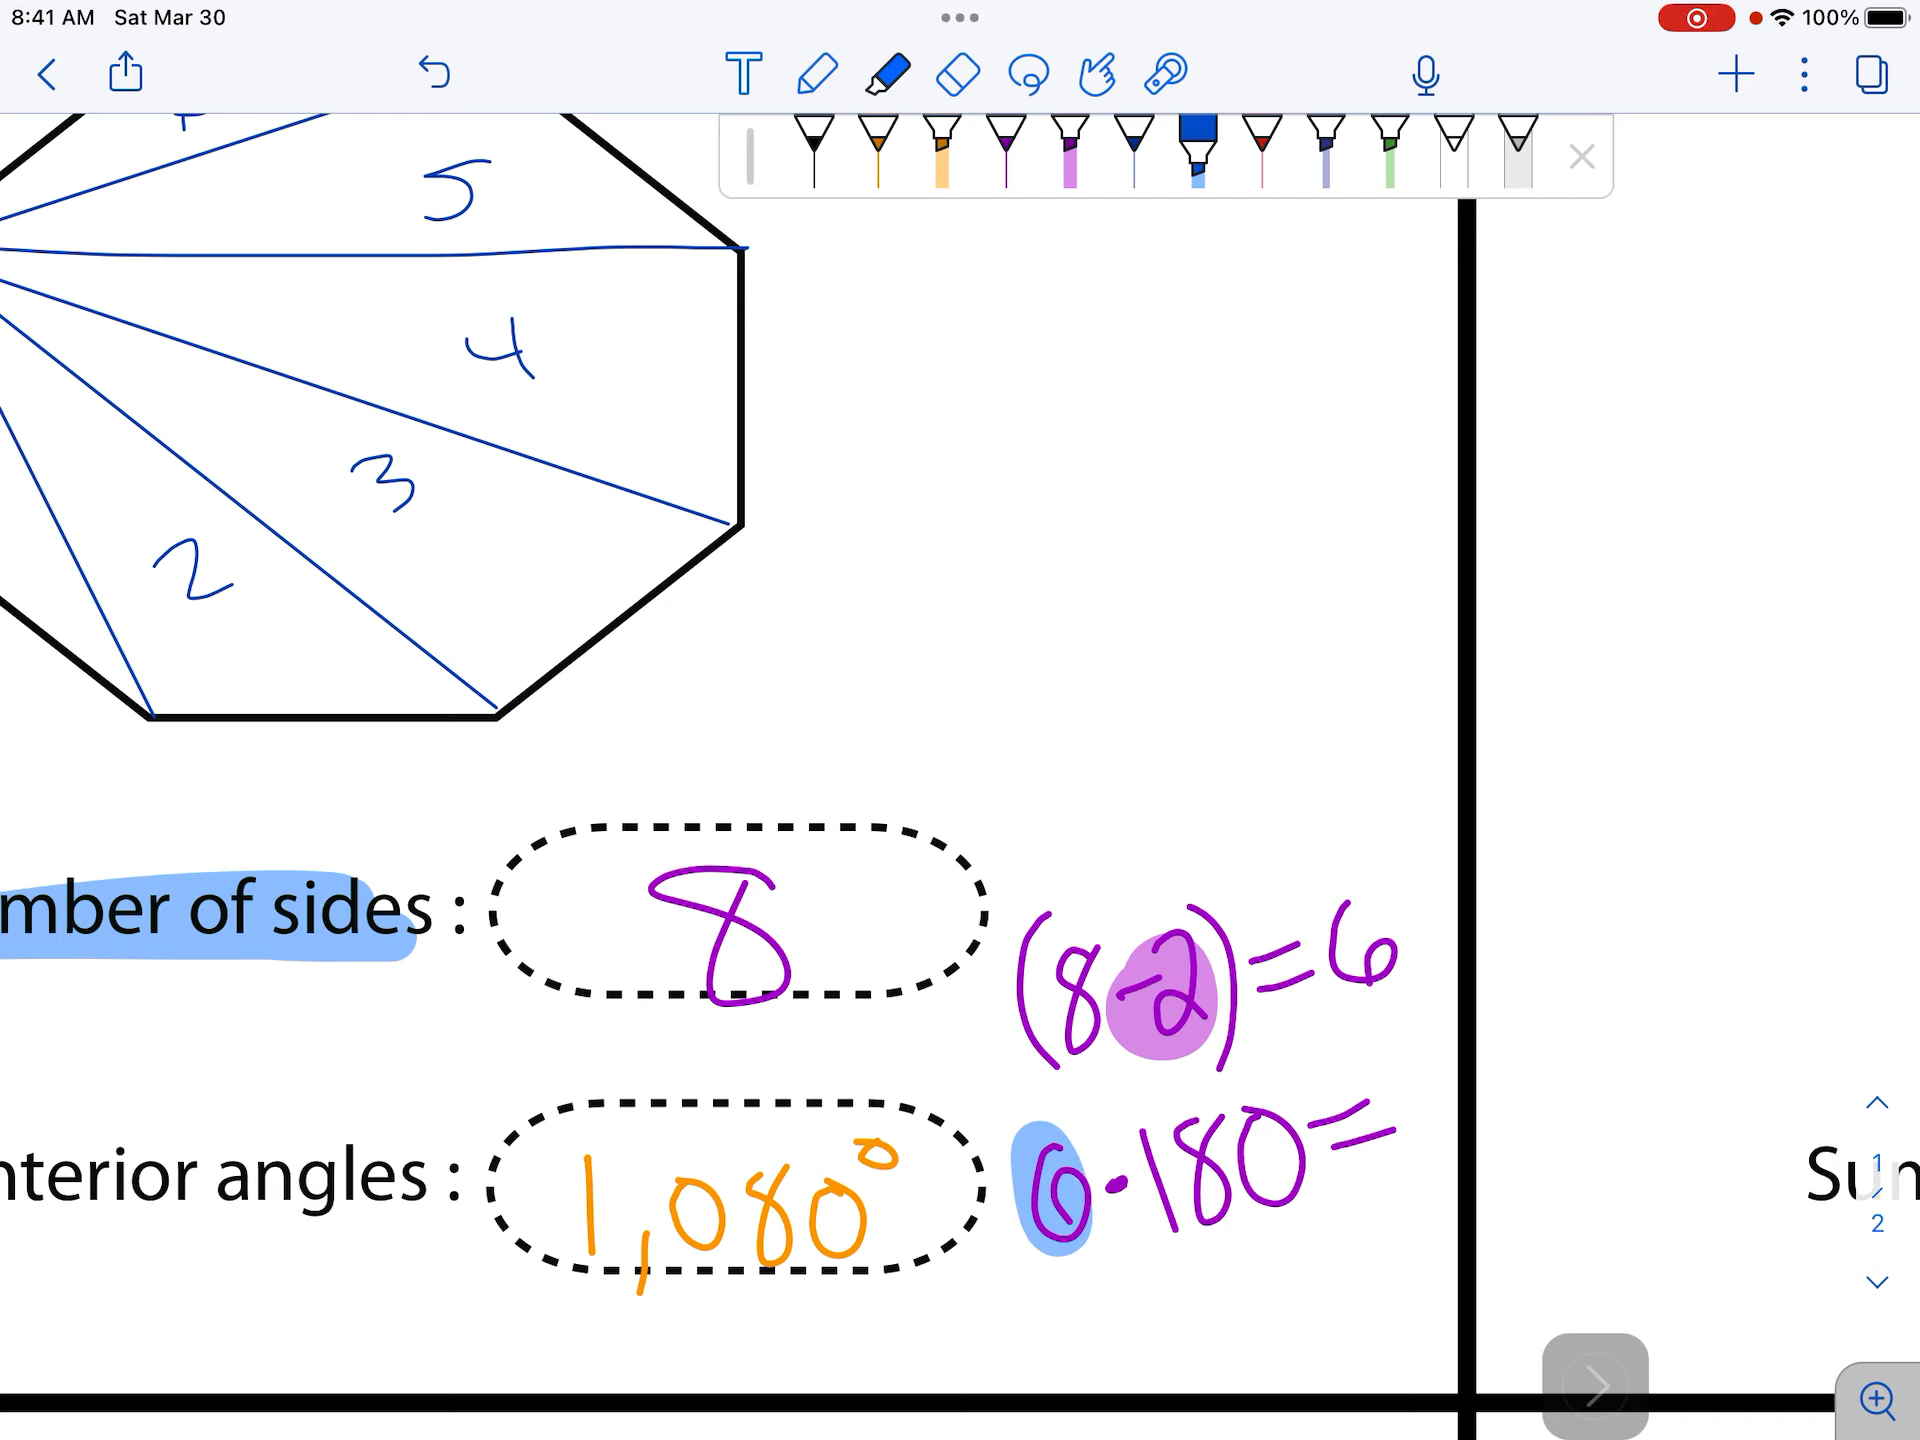 8:41 AM Sat Mar 30
100%
T
5
4
3
2
mber of sides : 8
(8-2)=6
nterior angles : 1,080°
6·180=
Sum
1
/
2